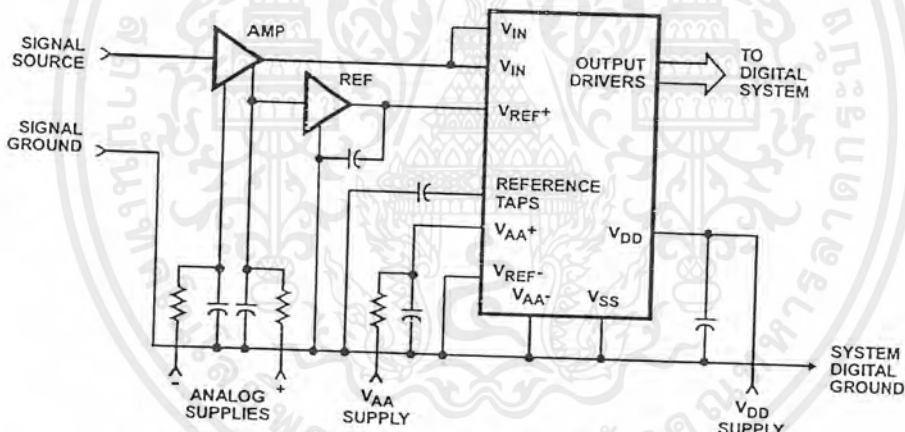 AMP
SIGNAL
SOURCE
REF
SIGNAL
GROUND
VIN
VIN
VREF+
OUTPUT
DRIVERS
TO
DIGITAL
SYSTEM
REFERENCE
TAPS
VAA+
VDD
VREF-
VAA-
VSS
-
ANALOG
SUPPLIES
+
VAA
SUPPLY
VDD
SUPPLY
SYSTEM
DIGITAL
GROUND